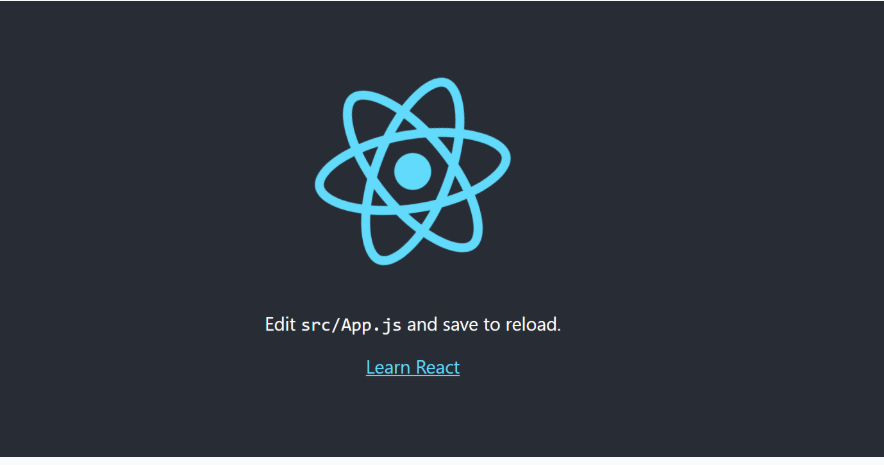 Edit src/App.js and save to reload.
Learn React